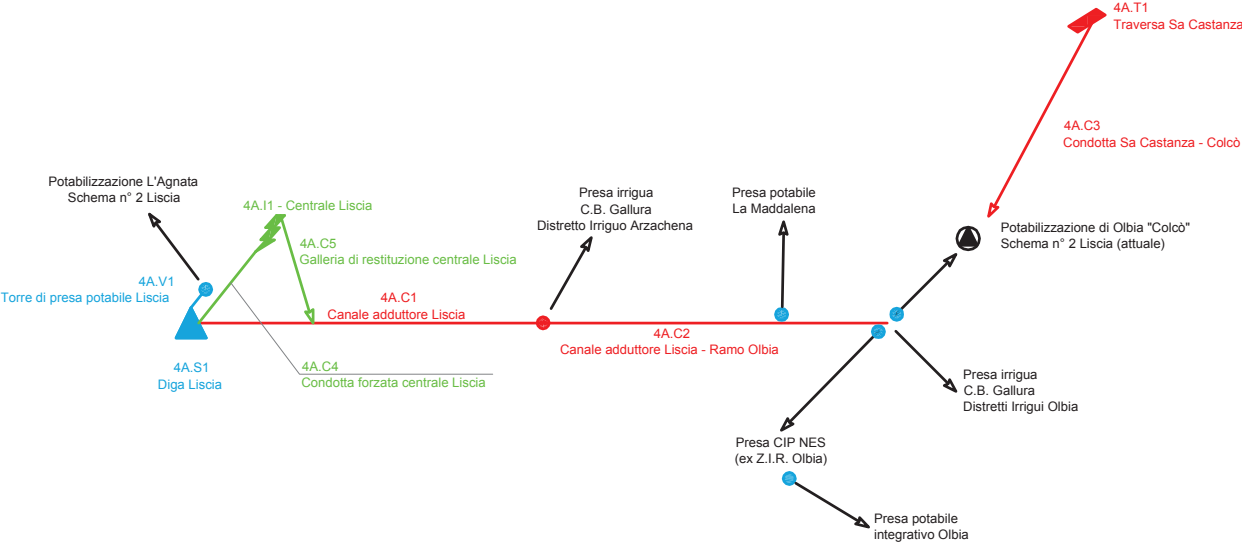 4A.T1
Traversa Sa Castanza
4A.C3
Condotta Sa Castanza - Colcò
Potabilizzazione L'Agnata
Schema n° 2 Liscia
4A.I1 - Centrale Liscia
4A.C5
Galleria di restituzione centrale Liscia
Presa irrigua
C.B. Gallura
Distretto Irriguo Arzachena
Presa potabile
La Maddalena
Potabilizzazione di Olbia "Colcò"
Schema n° 2 Liscia (attuale)
4A.V1
Torre di presa potabile Liscia
4A.C1
Canale adduttore Liscia
4A.C2
Canale adduttore Liscia - Ramo Olbia
4A.S1
Diga Liscia
4A.C4
Condotta forzata centrale Liscia
Presa irrigua
C.B. Gallura
Distretti Irrigui Olbia
Presa CIP NES
(ex Z.I.R. Olbia)
Presa potabile
integrativo Olbia